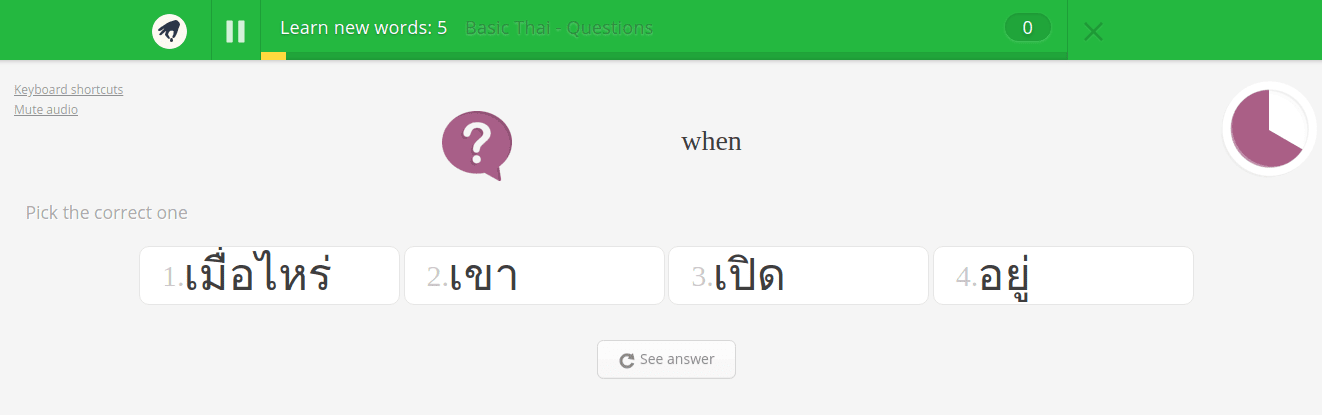 Learn new words: 5 Basic Thai - Questions 0
Keyboard shortcuts
Mute audio
?
when
Pick the correct one
1.เมื่อไหร่ 2.เขา 3.เปิด 4.อยู่
See answer